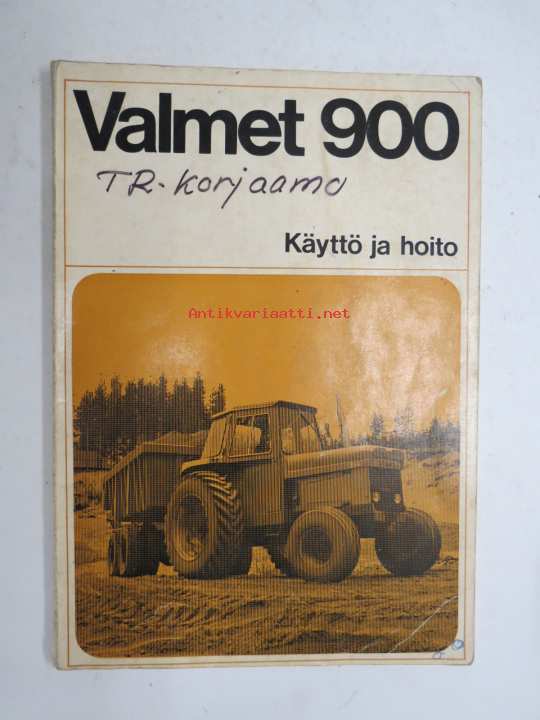 Valmet 900
TR-korjaamo
Käyttö ja hoito
Antikvariaatti.net